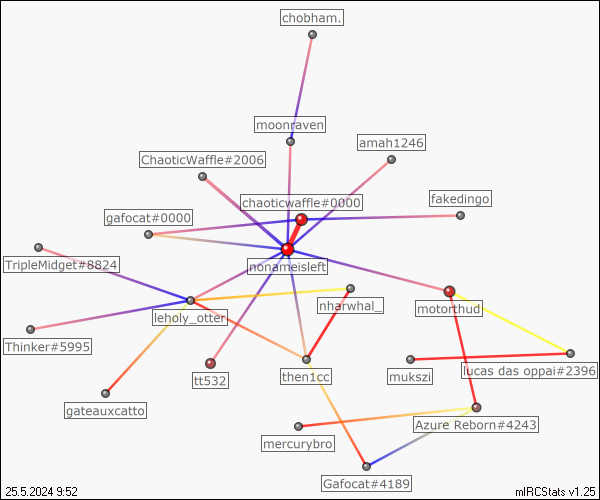 chobham.
moonraven
amah1246
ChaoticWaffle#2006
chaoticwaffle#0000
fakedingo
gafocat#0000
TripleMidget#8824
nonameisleft
nharwhal_
motorthud
leholy_otter
Thinker#5995
tt532
then1cc
mukszi
lucas das oppai#2396
gateauxcatto
Azure Reborn#4243
mercurybro
Gafocat#4189
25.5.2024 9:52
mIRCStats v1.25